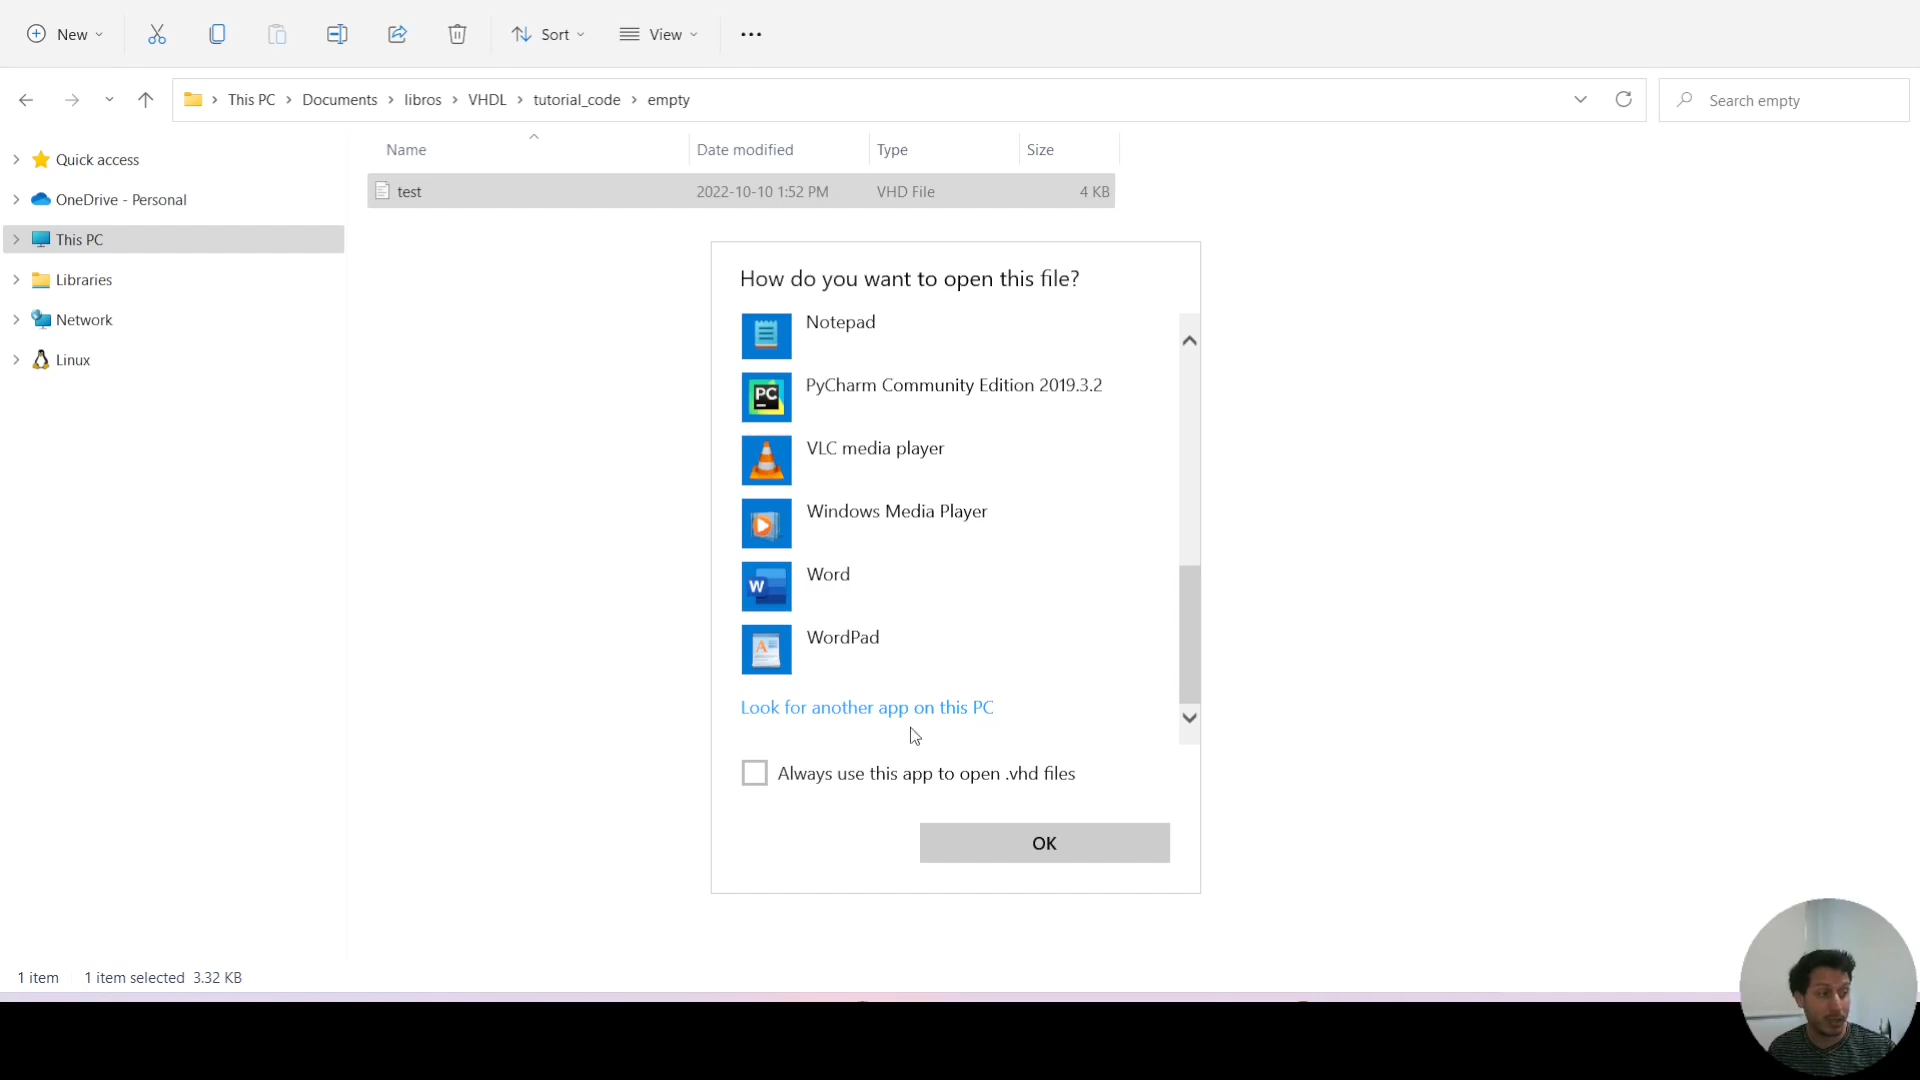 New
Sort
View
This PC > Documents > libros > VHDL > tutorial_code > empty
Search empty
Quick access
OneDrive - Personal
This PC
Libraries
Network
Linux
Name Date modified Type Size
test 2022-10-10 1:52 PM VHD File 4 KB
How do you want to open this file?
Notepad
PC PyCharm Community Edition 2019.3.2
VLC media player
Windows Media Player
W Word
A WordPad
Look for another app on this PC
Always use this app to open .vhd files
OK
1 item 1 item selected 3.32 KB